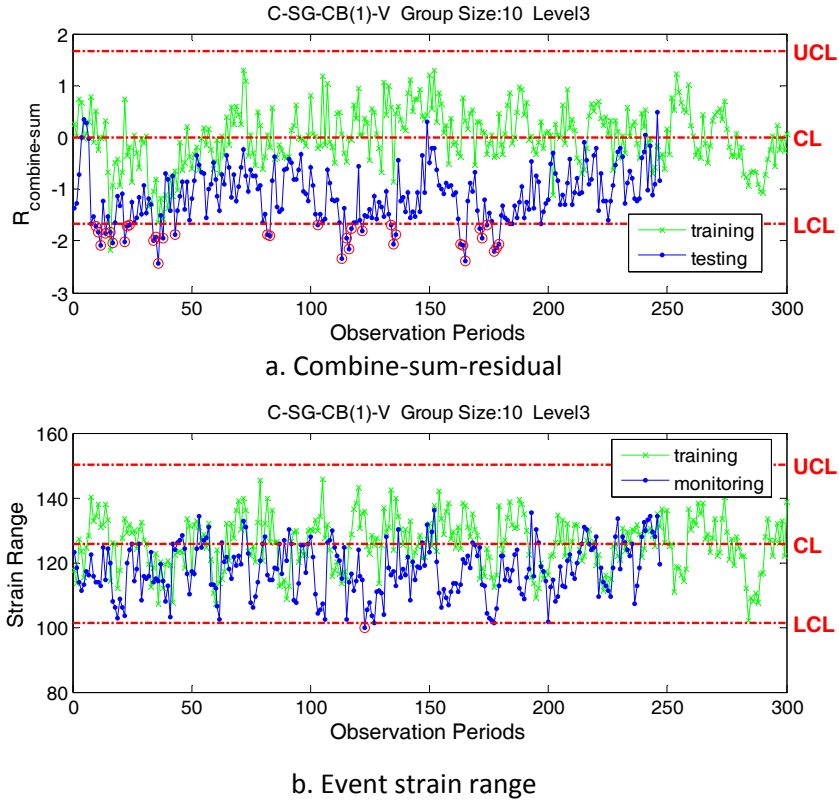 C-SG-CB(1)-V Group Size:10 Level3
2
1
0
-1
-2
-3
R combine-sum
UCL
CL
LCL
training
testing
0 50 100 150 200 250 300
Observation Periods
a. Combine-sum-residual
C-SG-CB(1)-V Group Size:10 Level3
160
140
120
100
80
Strain Range
training
monitoring
UCL
CL
LCL
0 50 100 150 200 250 300
Observation Periods
b. Event strain range